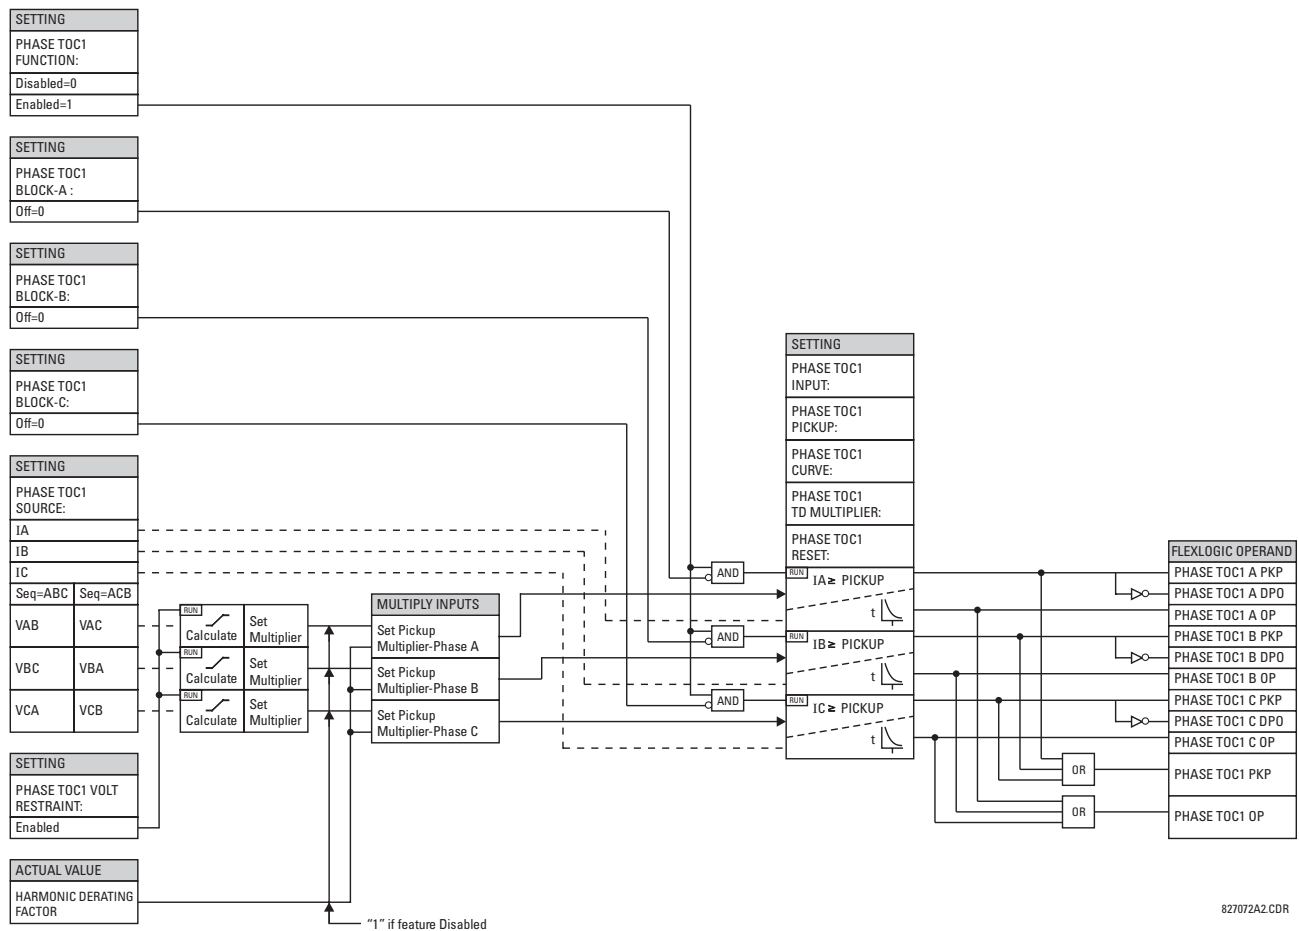 SETTING
PHASE TOC1
FUNCTION:
Disabled=0
Enabled=1
SETTING
PHASE TOC1
BLOCK-A :
Off=0
SETTING
PHASE TOC1
BLOCK-B:
Off=0
SETTING
PHASE TOC1
BLOCK-C:
Off=0
SETTING
PHASE TOC1
SOURCE:
IA
IB
IC
Seq=ABC Seq=ACB
VAB VAC
VBC VBA
VCA VCB
SETTING
PHASE TOC1 VOLT
RESTRAINT:
Enabled
ACTUAL VALUE
HARMONIC DERATING
FACTOR
RUN
Calculate
Set
Multiplier
RUN
Calculate
Set
Multiplier
RUN
Calculate
Set
Multiplier
"1" if feature Disabled
MULTIPLY INPUTS
Set Pickup
Multiplier-Phase A
Set Pickup
Multiplier-Phase B
Set Pickup
Multiplier-Phase C
AND
AND
AND
SETTING
PHASE TOC1
INPUT:
PHASE TOC1
PICKUP:
PHASE TOC1
CURVE:
PHASE TOC1
TD MULTIPLIER:
PHASE TOC1
RESET:
RUN
IA≥ PICKUP
t
RUN
IB≥ PICKUP
t
RUN
IC≥ PICKUP
t
OR
OR
FLEXLOGIC OPERAND
PHASE TOC1 A PKP
PHASE TOC1 A DPO
PHASE TOC1 A OP
PHASE TOC1 B PKP
PHASE TOC1 B DPO
PHASE TOC1 B OP
PHASE TOC1 C PKP
PHASE TOC1 C DPO
PHASE TOC1 C OP
PHASE TOC1 PKP
PHASE TOC1 OP
827072A2.CDR